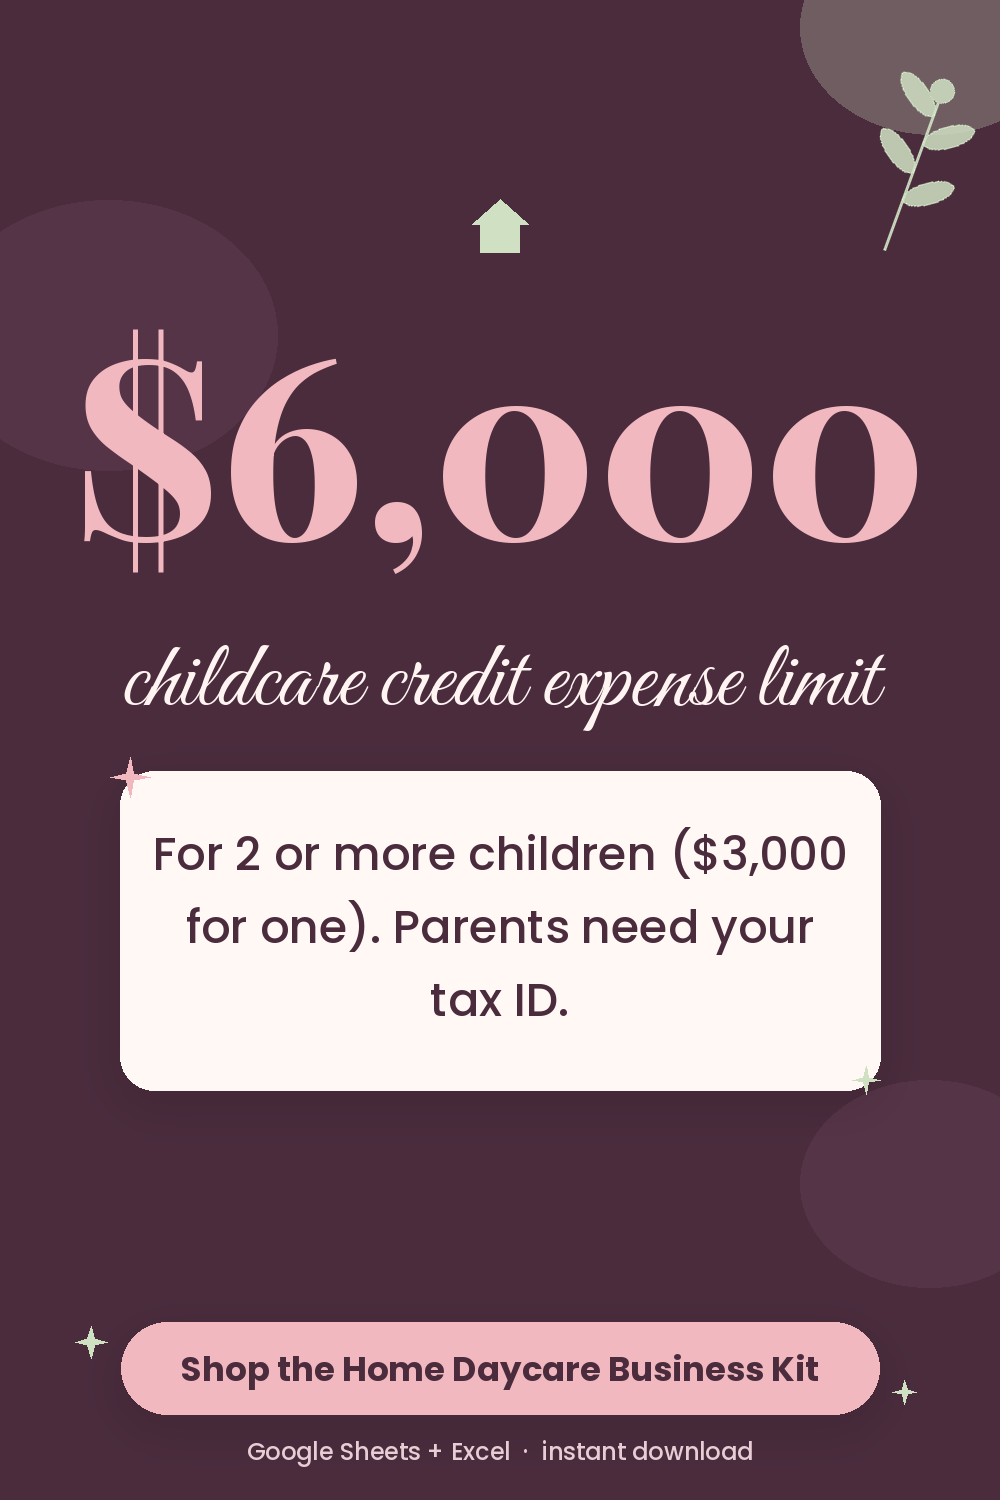 $6,000
childcare credit expense limit
For 2 or more children ($3,000
for one). Parents need your
tax ID.
Shop the Home Daycare Business Kit
Google Sheets + Excel · instant download